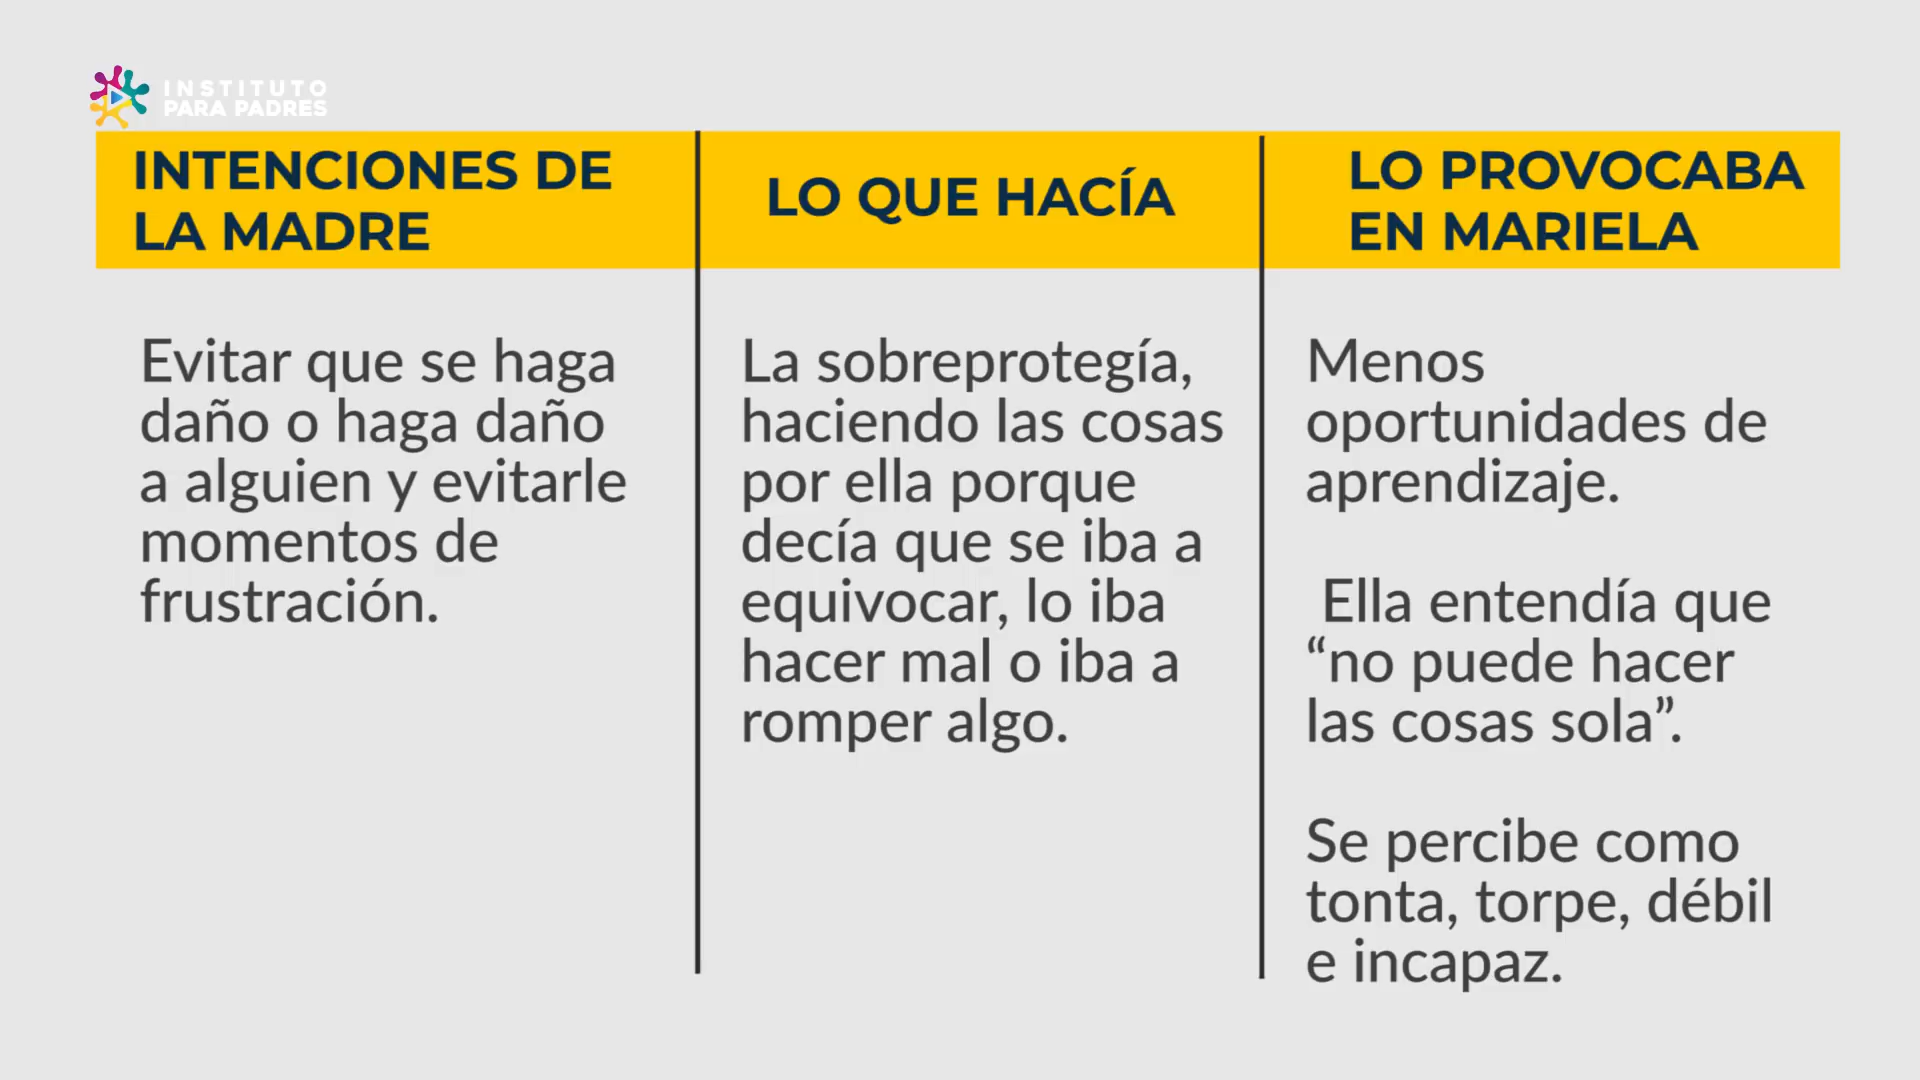 INSTITUTO
PARA PADRES
INTENCIONES DE
LA MADRE
LO QUE HACÍA
LO PROVOCABA
EN MARIELA
Evitar que se haga
daño o haga daño
a alguien y evitarle
momentos de
frustración.
La sobreprotegía,
haciendo las cosas
por ella porque
decía que se iba a
equivocar, lo iba
hacer mal o iba a
romper algo.
Menos
oportunidades de
aprendizaje.
Ella entendía que
“no puede hacer
las cosas sola”.
Se percibe como
tonta, torpe, débil
e incapaz.